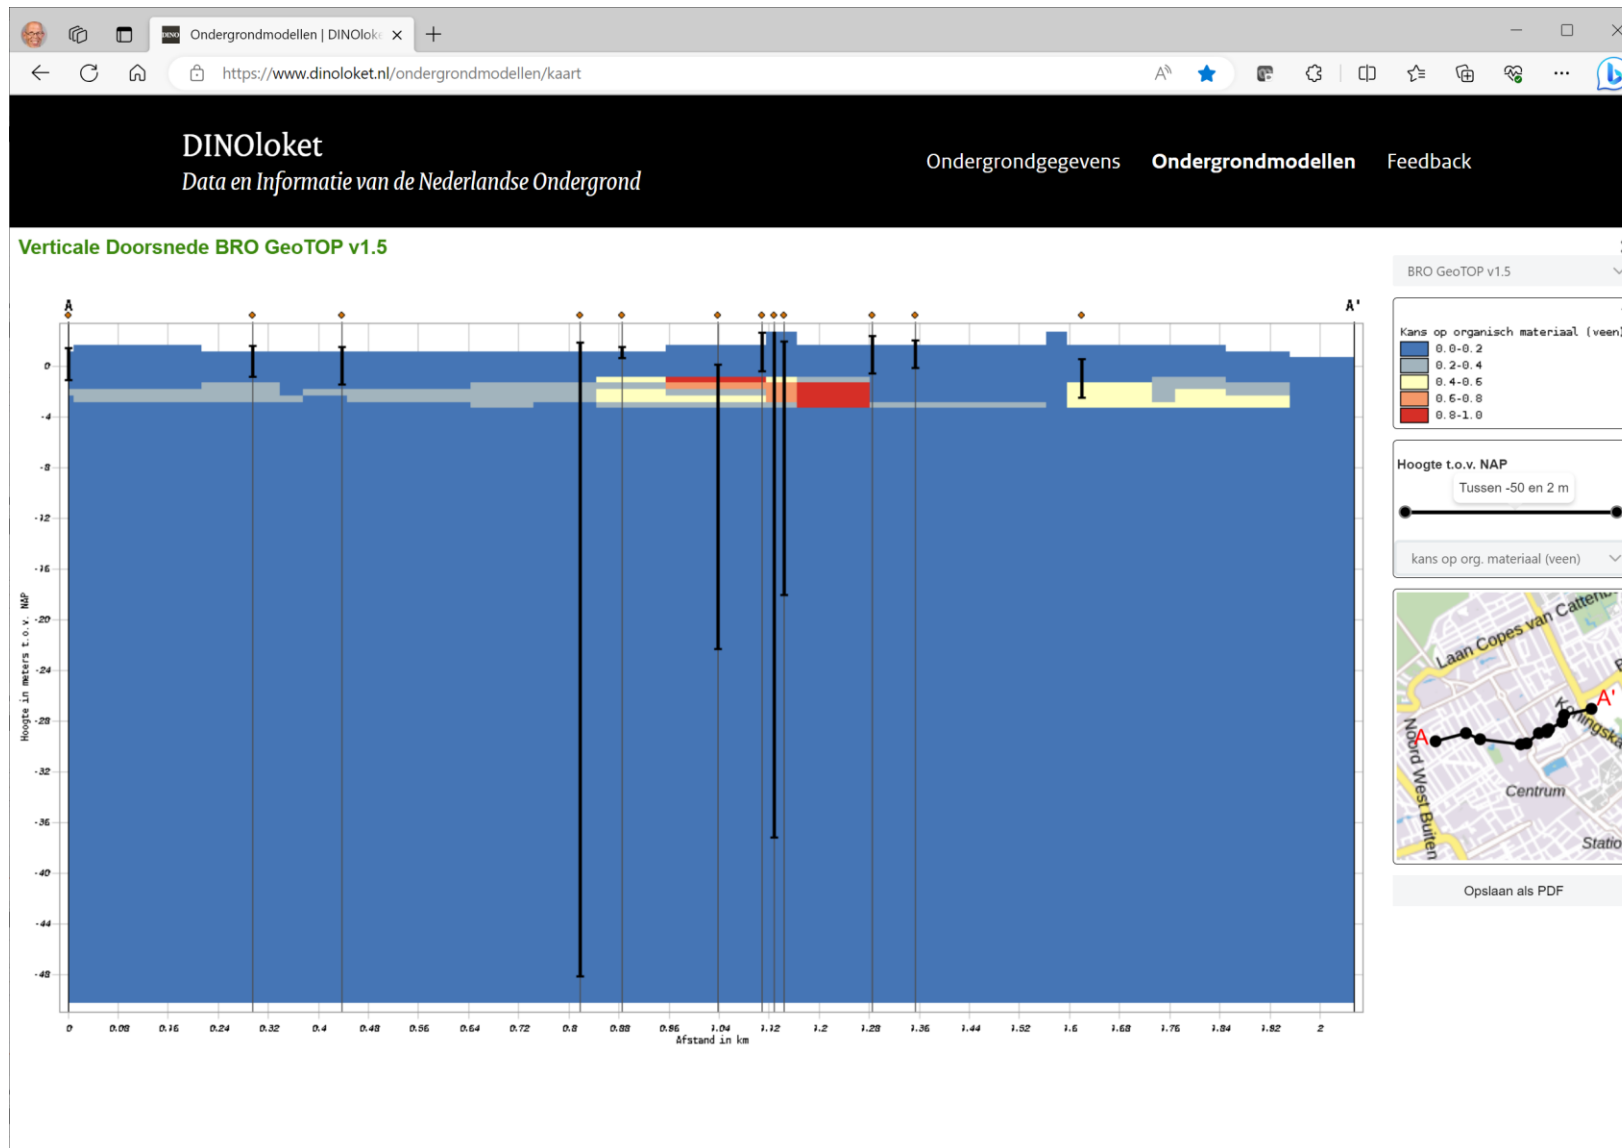 DINO Ondergrondmodellen | DINOlok
https://www.dinoloket.nl/ondergrondmodellen/kaart
DINOloket
Data en Informatie van de Nederlandse Ondergrond
Ondergrondgegevens Ondergrondmodellen Feedback
Verticale Doorsnede BRO GeoTOP v1.5
BRO GeoTOP v1.5
A A'
Kans op organisch materiaal (veen)
0.0-0.2
0.2-0.4
0.4-0.6
0.6-0.8
0.8-1.0
Hoogte t.o.v. NAP
Tussen -50 en 2 m
kans op org. materiaal (veen)
Hoogte in meters t.o.v. NAP
0
-4
-8
-12
-16
-20
-24
-28
-32
-36
-40
-44
-48
0 0.08 0.16 0.24 0.32 0.4 0.48 0.56 0.64 0.72 0.8 0.88 0.96 1.04 1.12 1.2 1.28 1.36 1.44 1.52 1.6 1.68 1.76 1.84 1.92 2
Afstand in km
Laan Copes van Cattenb
A A'
Koningska
Noord West Buiten
Centrum
Statio
Opslaan als PDF